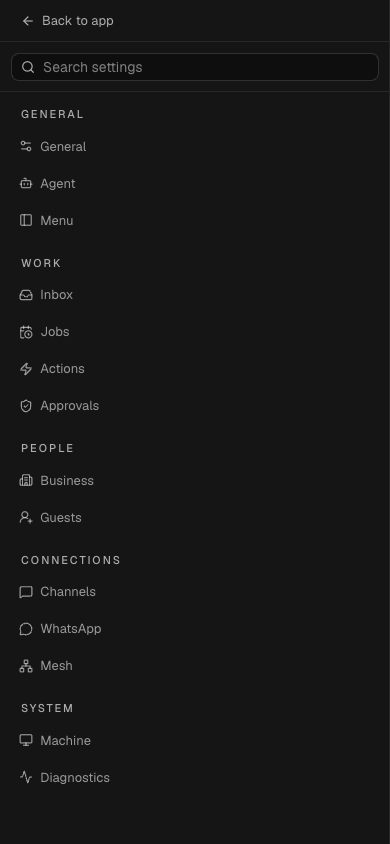 Back to app
Search settings
GENERAL
General
Agent
Menu
WORK
Inbox
Jobs
Actions
Approvals
PEOPLE
Business
Guests
CONNECTIONS
Channels
WhatsApp
Mesh
SYSTEM
Machine
Diagnostics